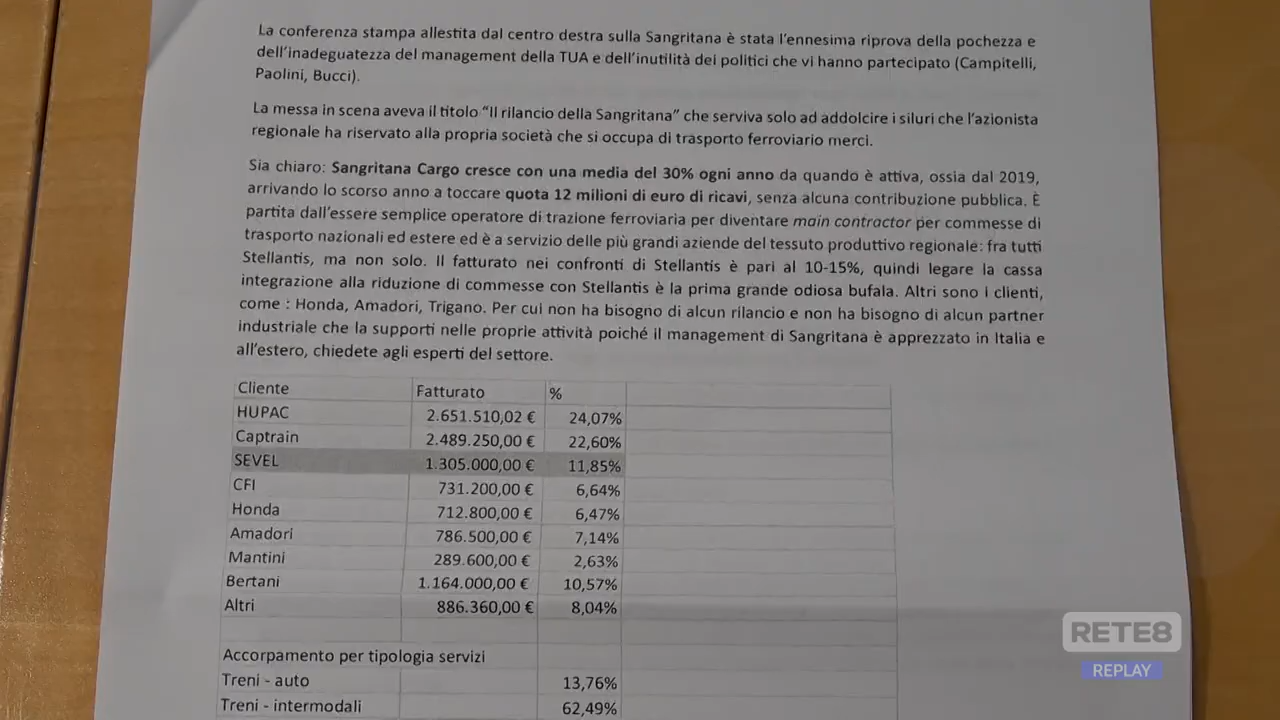 La conferenza stampa allestita dal centro destra sulla Sangritana è stata l'ennesima riprova della pochezza e
dell'inadeguatezza del management della TUA e dell'inutilità dei politici che vi hanno partecipato (Campitelli,
Paolini, Bucci).
La messa in scena aveva il titolo "Il rilancio della Sangritana" che serviva solo ad addolcire i siluri che l'azionista
regionale ha riservato alla propria società che si occupa di trasporto ferroviario merci.
Sia chiaro: Sangritana Cargo cresce con una media del 30% ogni anno da quando è attiva, ossia dal 2019,
arrivando lo scorso anno a toccare quota 12 milioni di euro di ricavi, senza alcuna contribuzione pubblica. È
partita dall'essere semplice operatore di trazione ferroviaria per diventare main contractor per commesse di
trasporto nazionali ed estere ed è a servizio delle più grandi aziende del tessuto produttivo regionale: fra tutti
Stellantis, ma non solo. Il fatturato nei confronti di Stellantis è pari al 10-15%, quindi legare la cassa
integrazione alla riduzione di commesse con Stellantis è la prima grande odiosa bufala. Altri sono i clienti,
come : Honda, Amadori, Trigano. Per cui non ha bisogno di alcun rilancio e non ha bisogno di alcun partner
industriale che la supporti nelle proprie attività poiché il management di Sangritana è apprezzato in Italia e
all'estero, chiedete agli esperti del settore.
Cliente Fatturato %
HUPAC 2.651.510,02 € 24,07%
Captrain 2.489.250,00 € 22,60%
SEVEL 1.305.000,00 € 11,85%
CFI 731.200,00 € 6,64%
Honda 712.800,00 € 6,47%
Amadori 786.500,00 € 7,14%
Mantini 289.600,00 € 2,63%
Bertani 1.164.000,00 € 10,57%
Altri 886.360,00 € 8,04%
Accorpamento per tipologia servizi
Treni - auto 13,76%
Treni - intermodali 62,49%
RETE8
REPLAY